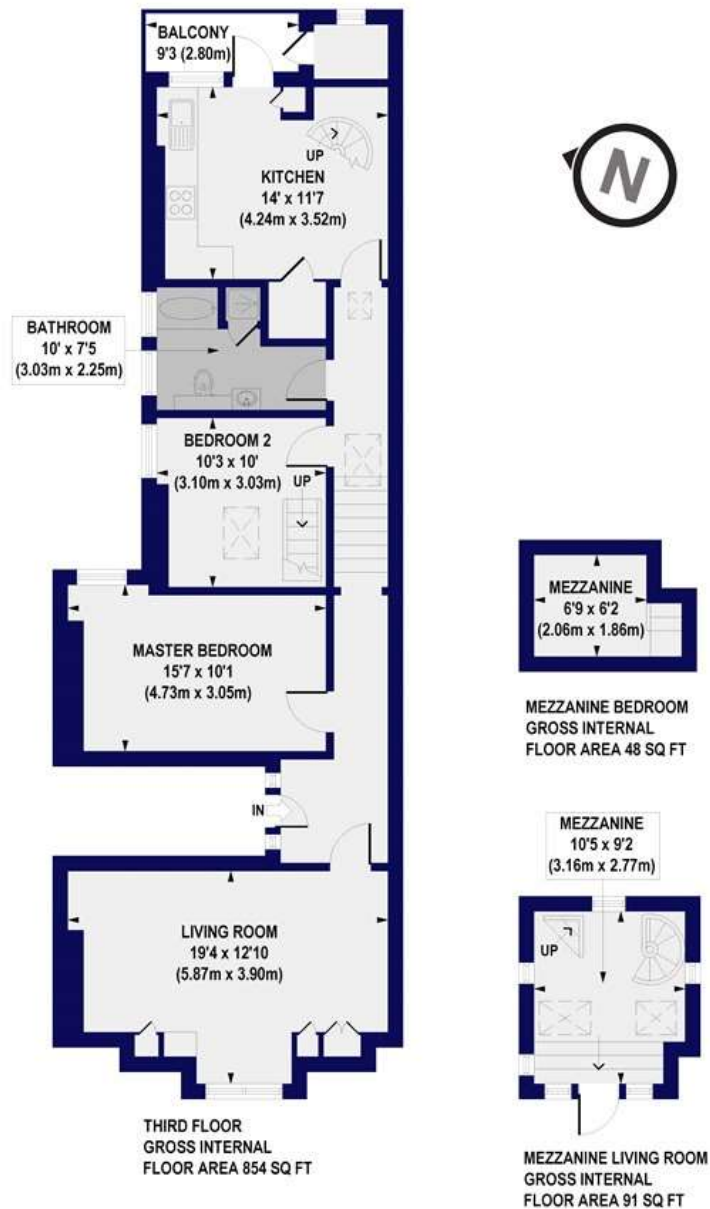 BALCONY
9'3 (2.80m)
UP
KITCHEN
14' x 11'7
(4.24m x 3.52m)
N
BATHROOM
10' x 7'5
(3.03m x 2.25m)
BEDROOM 2
10'3 x 10'
(3.10m x 3.03m)
UP
MASTER BEDROOM
15'7 x 10'1
(4.73m x 3.05m)
IN
LIVING ROOM
19'4 x 12'10
(5.87m x 3.90m)
THIRD FLOOR
GROSS INTERNAL
FLOOR AREA 854 SQ FT
MEZZANINE
6'9 x 6'2
(2.06m x 1.86m)
MEZZANINE BEDROOM
GROSS INTERNAL
FLOOR AREA 48 SQ FT
MEZZANINE
10'5 x 9'2
(3.16m x 2.77m)
UP
MEZZANINE LIVING ROOM
GROSS INTERNAL
FLOOR AREA 91 SQ FT